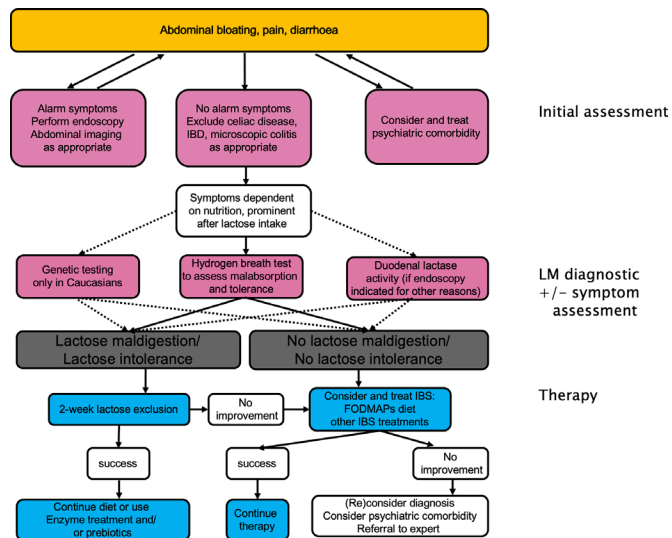 Abdominal bloating, pain, diarrhoea
Alarm symptoms
Perform endoscopy
Abdominal imaging
as appropriate
No alarm symptoms
Exclude celiac disease,
IBD, microscopic colitis
as appropriate
Consider and treat
psychiatric comorbidity
Initial assessment
Symptoms dependent
on nutrition, prominent
after lactose intake
Genetic testing
only in Caucasians
Hydrogen breath test
to assess malabsorption
and tolerance
Duodenal lactase
activity (if endoscopy
indicated for other reasons)
LM diagnostic
+/− symptom
assessment
Lactose maldigestion/
Lactose intolerance
No lactose maldigestion/
No lactose intolerance
Therapy
2-week lactose exclusion
No
improvement
Consider and treat IBS:
FODMAPs diet
other IBS treatments
success
success
No
improvement
Continue diet or use
Enzyme treatment and/
or prebiotics
Continue
therapy
(Re)consider diagnosis
Consider psychiatric comorbidity
Referral to expert